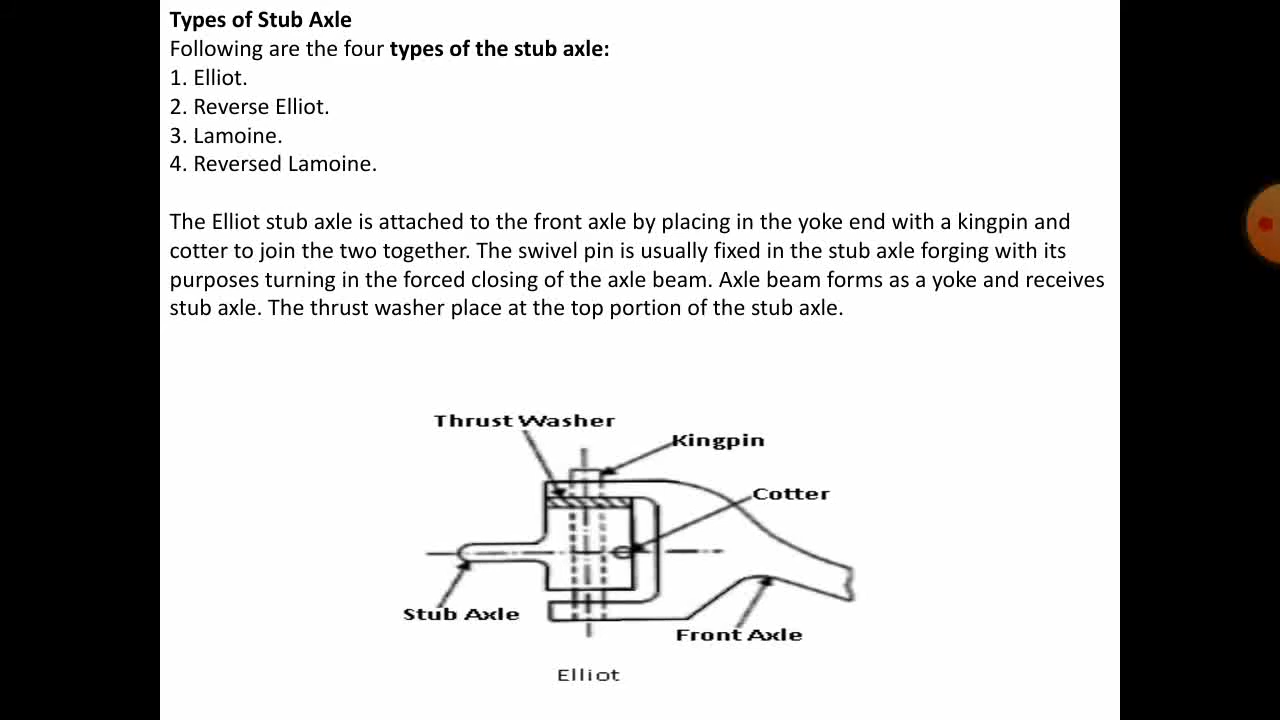 Types of Stub Axle
Following are the four types of the stub axle:
1. Elliot.
2. Reverse Elliot.
3. Lamoine.
4. Reversed Lamoine.
The Elliot stub axle is attached to the front axle by placing in the yoke end with a kingpin and
cotter to join the two together. The swivel pin is usually fixed in the stub axle forging with its
purposes turning in the forced closing of the axle beam. Axle beam forms as a yoke and receives
stub axle. The thrust washer place at the top portion of the stub axle.
Thrust Washer
Kingpin
Cotter
Stub Axle
Front Axle
Elliot